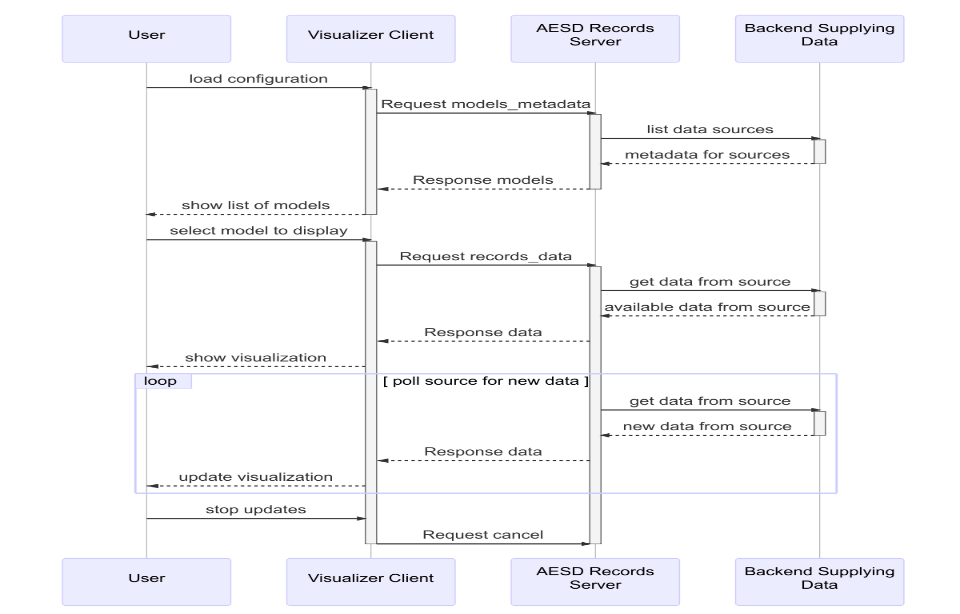 User
Visualizer Client
AESD Records
Server
Backend Supplying
Data
load configuration
Request models_metadata
list data sources
metadata for sources
Response models
show list of models
select model to display
Request records_data
get data from source
available data from source
Response data
show visualization
loop
[ poll source for new data ]
get data from source
new data from source
Response data
update visualization
stop updates
Request cancel
User
Visualizer Client
AESD Records
Server
Backend Supplying
Data